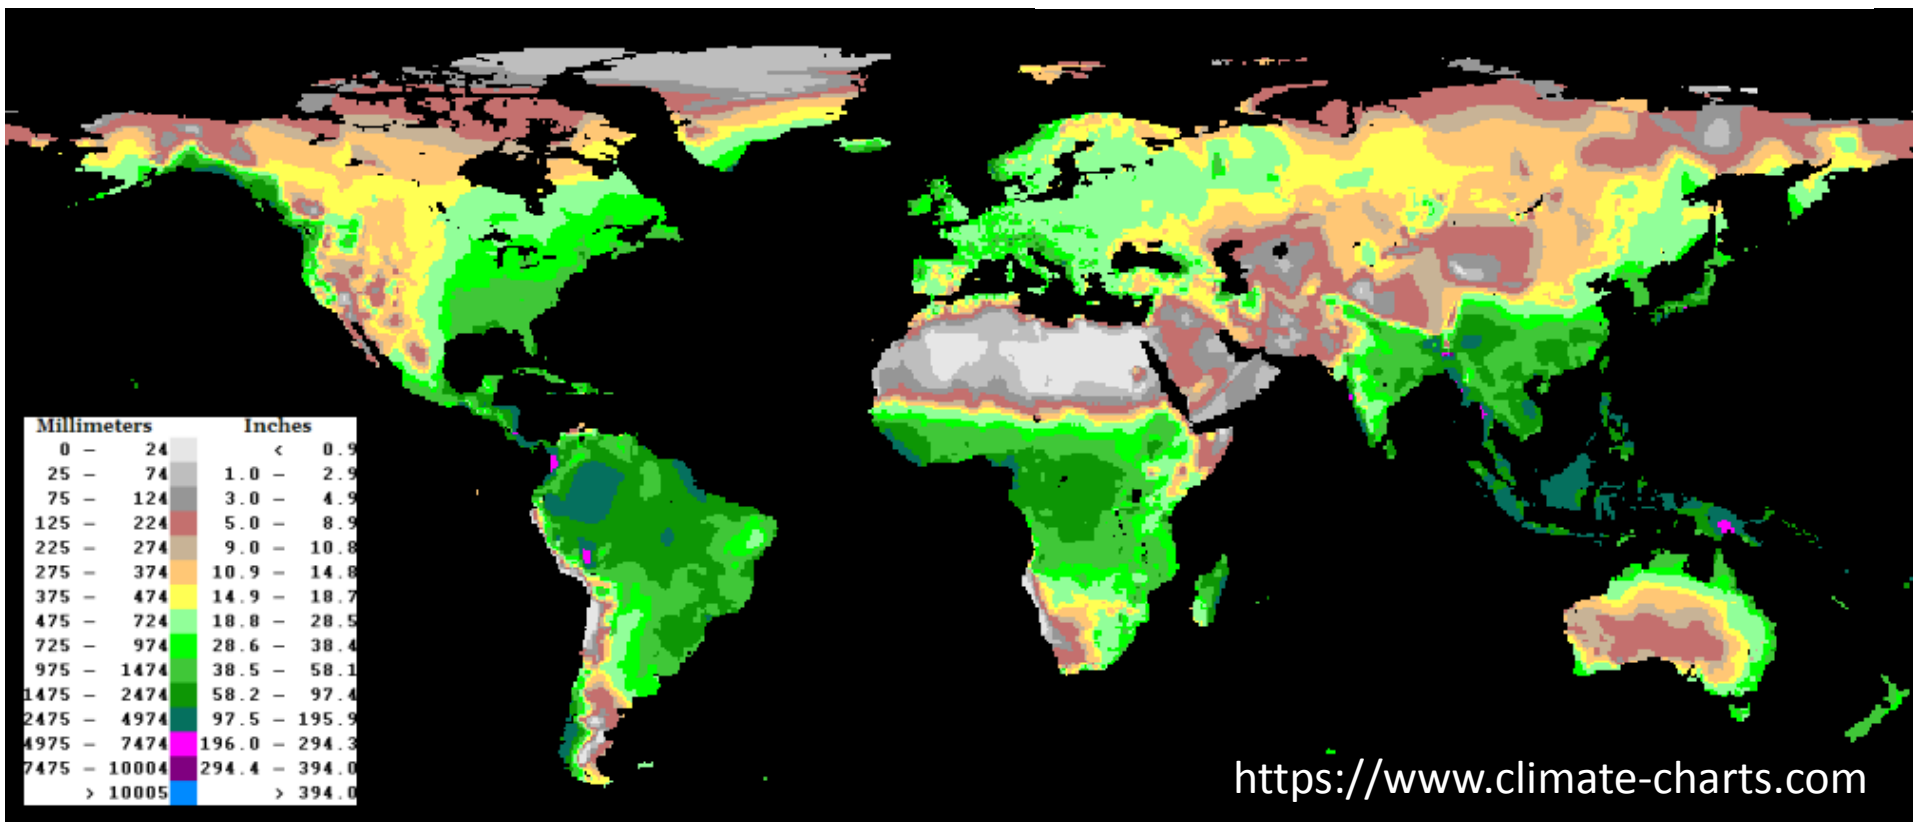 Millimeters Inches
0 - 24 < 0.9
25 - 74 1.0 - 2.9
75 - 124 3.0 - 4.9
125 - 224 5.0 - 8.9
225 - 274 9.0 - 10.8
275 - 374 10.9 - 14.8
375 - 474 14.9 - 18.7
475 - 724 18.8 - 28.5
725 - 974 28.6 - 38.4
975 - 1474 38.5 - 58.1
1475 - 2474 58.2 - 97.4
2475 - 4974 97.5 - 195.9
4975 - 7474 196.0 - 294.3
7475 - 10004 294.4 - 394.0
> 10005 > 394.0
https://www.climate-charts.com